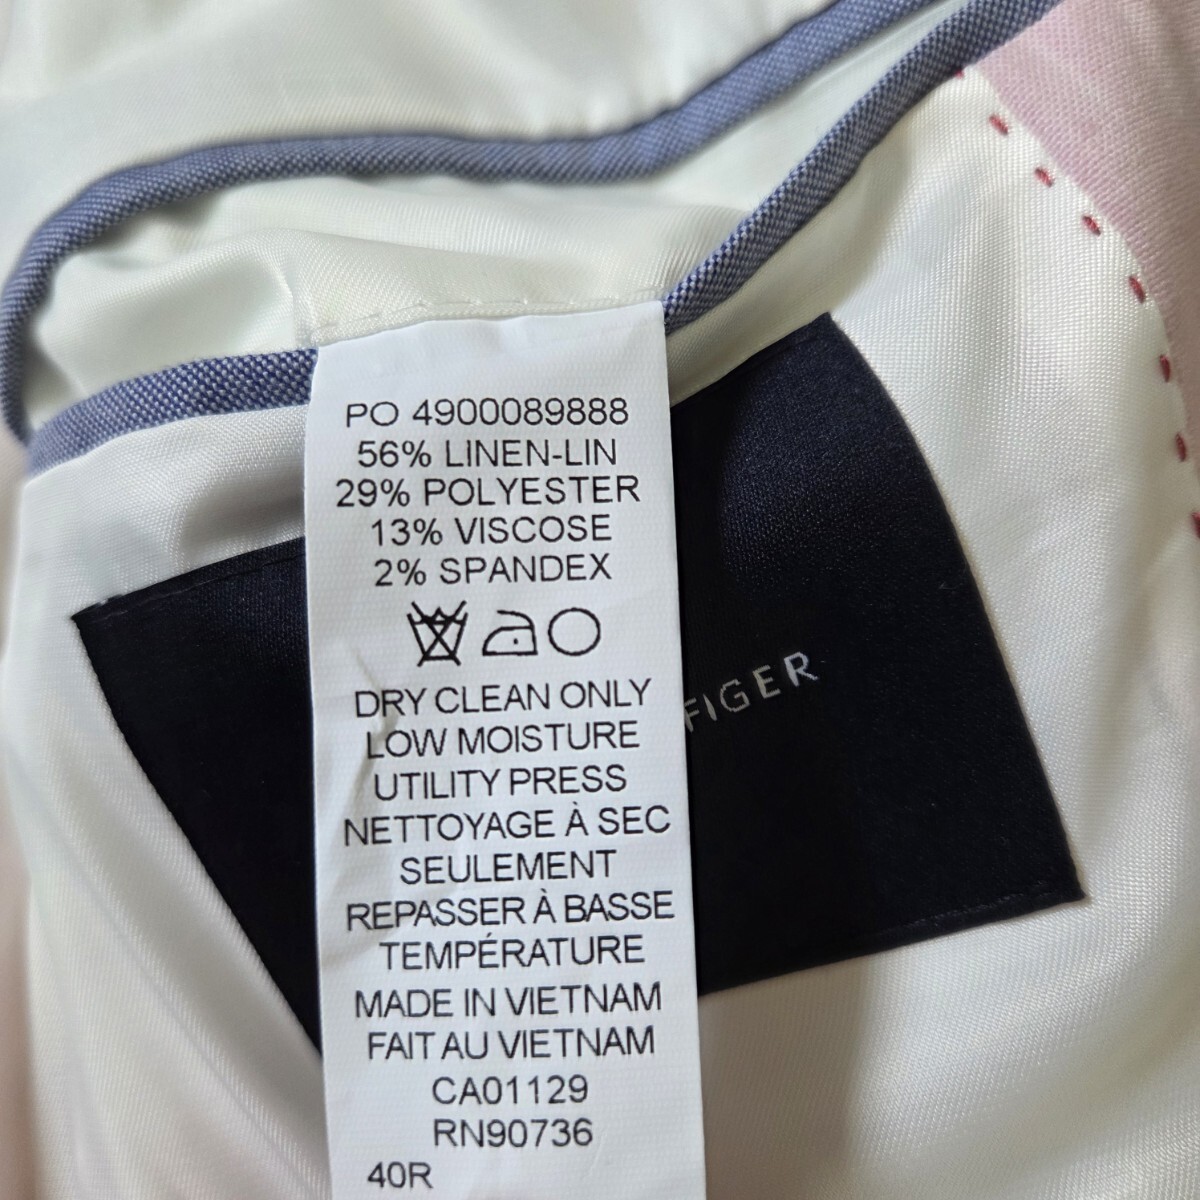 PO 4900089888
56% LINEN-LIN
29% POLYESTER
13% VISCOSE
2% SPANDEX
DRY CLEAN ONLY
LOW MOISTURE
UTILITY PRESS
NETTOYAGE À SEC
SEULEMENT
REPASSER À BASSE
TEMPÉRATURE
MADE IN VIETNAM
FAIT AU VIETNAM
CA01129
RN90736
40R
FIGER